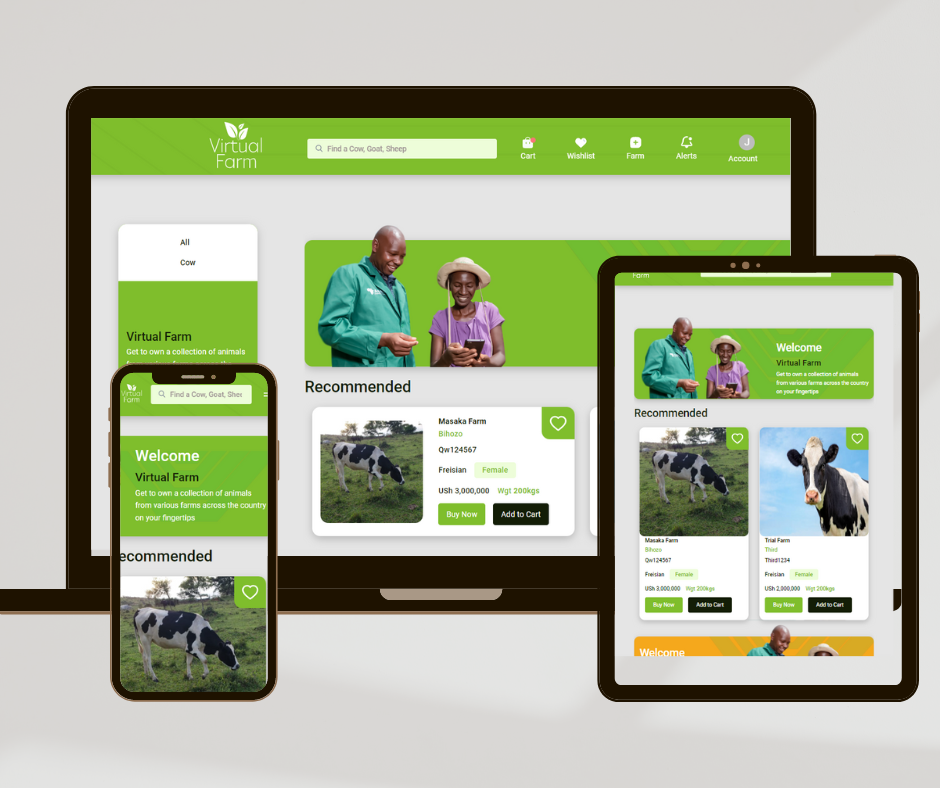 Virtual
Farm
Find a Cow, Goat, Sheep
Cart
Wishlist
Farm
Alerts
J
Account
All
Cow
Virtual Farm
Get to own a collection of animals
Recommended
Masaka Farm
Bihozo
Qw124567
Freisian Female
USh 3,000,000 Wgt 200kgs
Buy Now Add to Cart
Virtual
Farm
Find a Cow, Goat, Shee
Welcome
Virtual Farm
Get to own a collection of animals
from various farms across the country
on your fingertips
ecommended
Farm
Welcome
Virtual Farm
Get to own a collection of animals
from various farms across the country
on your fingertips
Recommended
Masaka Farm
Bihozo
Qw124567
Freisian Female
USh 3,000,000 Wgt 200kgs
Buy Now Add to Cart
Trial Farm
Third
Third1234
Freisian Female
USh 2,000,000 Wgt 200kgs
Buy Now Add to Cart
Welcome